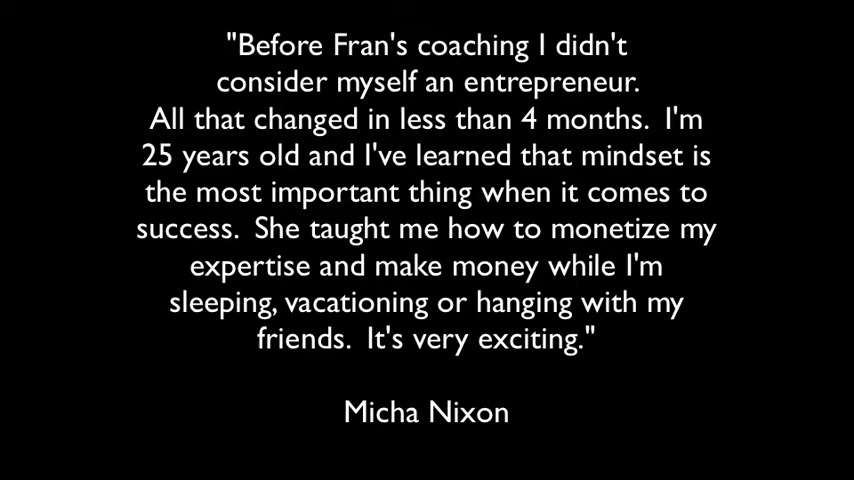 "Before Fran's coaching I didn't
consider myself an entrepreneur.
All that changed in less than 4 months.  I'm
25 years old and I've learned that mindset is
the most important thing when it comes to
success.  She taught me how to monetize my
expertise and make money while I'm
sleeping, vacationing or hanging with my
friends.  It's very exciting."
Micha Nixon